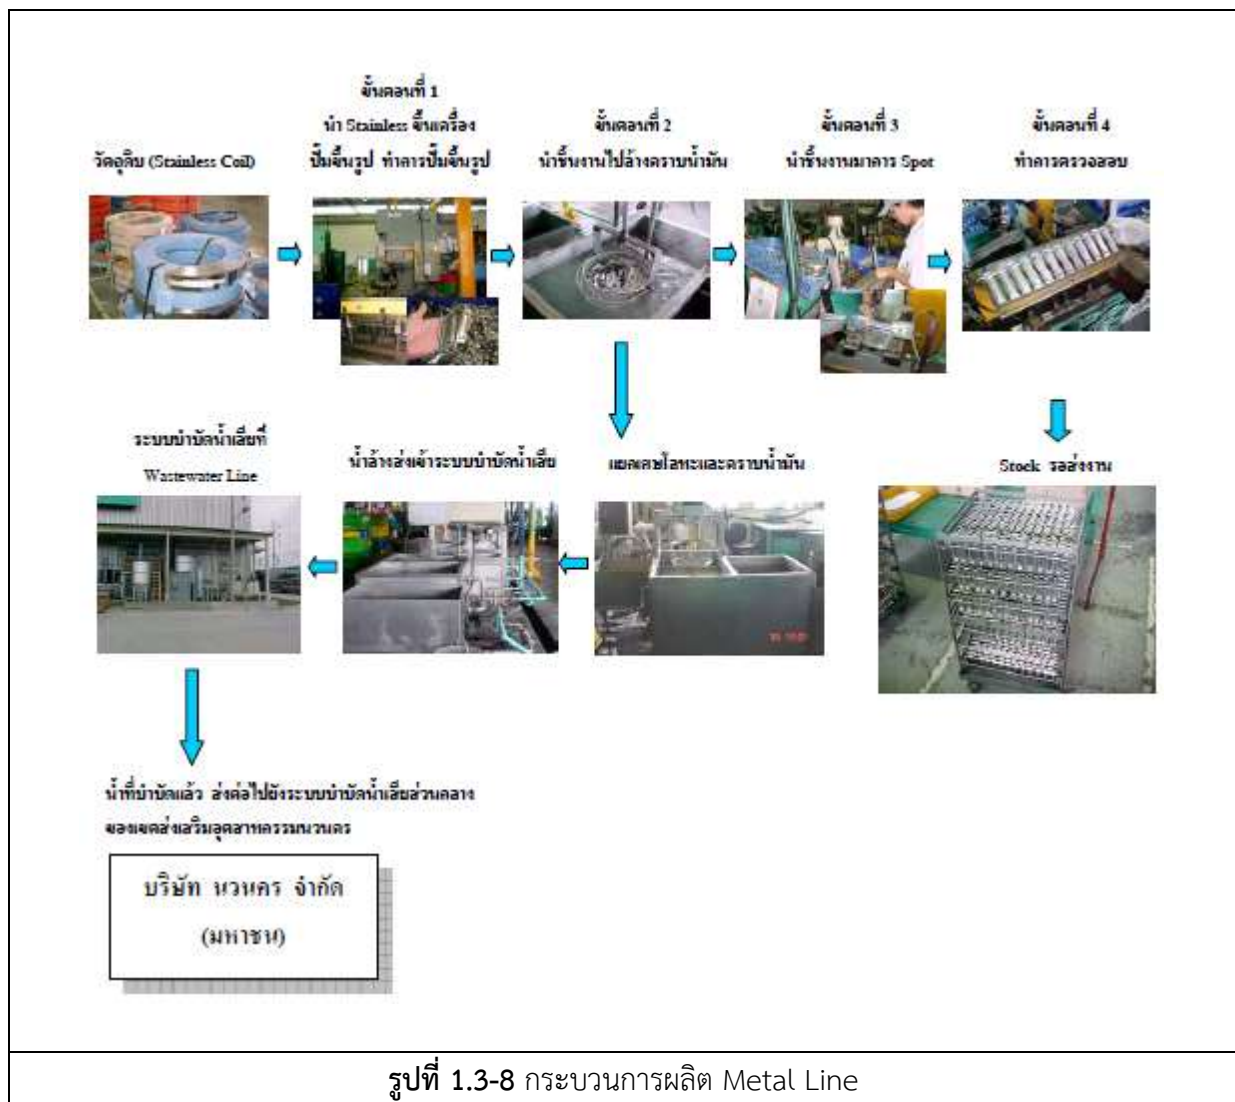 วัตถุดิบ (Stainless Coil)
ขั้นตอนที่ 1
นำ Stainless ขึ้นเครื่อง
ปั๊มขึ้นรูป ทำการปั๊มขึ้นรูป
ขั้นตอนที่ 2
นำชิ้นงานไปล้างคราบน้ำมัน
ขั้นตอนที่ 3
นำชิ้นงานมาการ Spot
ขั้นตอนที่ 4
ทำการตรวจสอบ
ระบบบำบัดน้ำเสียที่
Wastewater Line
น้ำล้างส่งเข้าระบบบำบัดน้ำเสีย
แยกเศษโลหะและคราบน้ำมัน
Stock รอส่งงาน
น้ำที่บำบัดแล้ว ส่งต่อไปยังระบบบำบัดน้ำเสียส่วนกลาง
ของเขตส่งเสริมอุตสาหกรรมนวนคร
บริษัท นวนคร จำกัด
(มหาชน)
รูปที่ 1.3-8 กระบวนการผลิต Metal Line